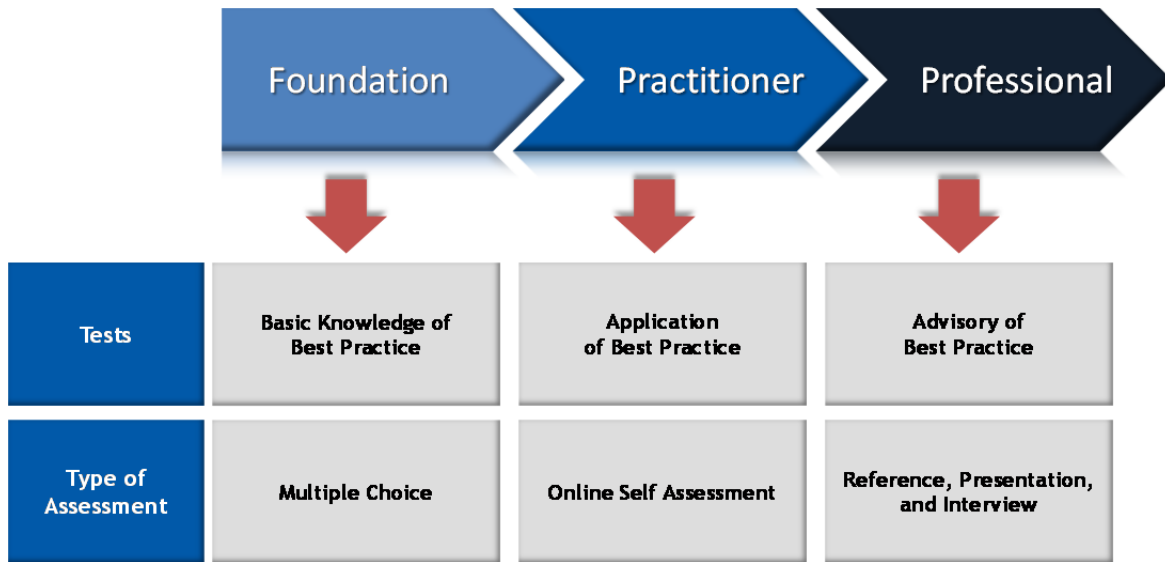 Foundation
Practitioner
Professional
Tests
Basic Knowledge of
Best Practice
Application
of Best Practice
Advisory of
Best Practice
Type of
Assessment
Multiple Choice
Online Self Assessment
Reference, Presentation,
and Interview